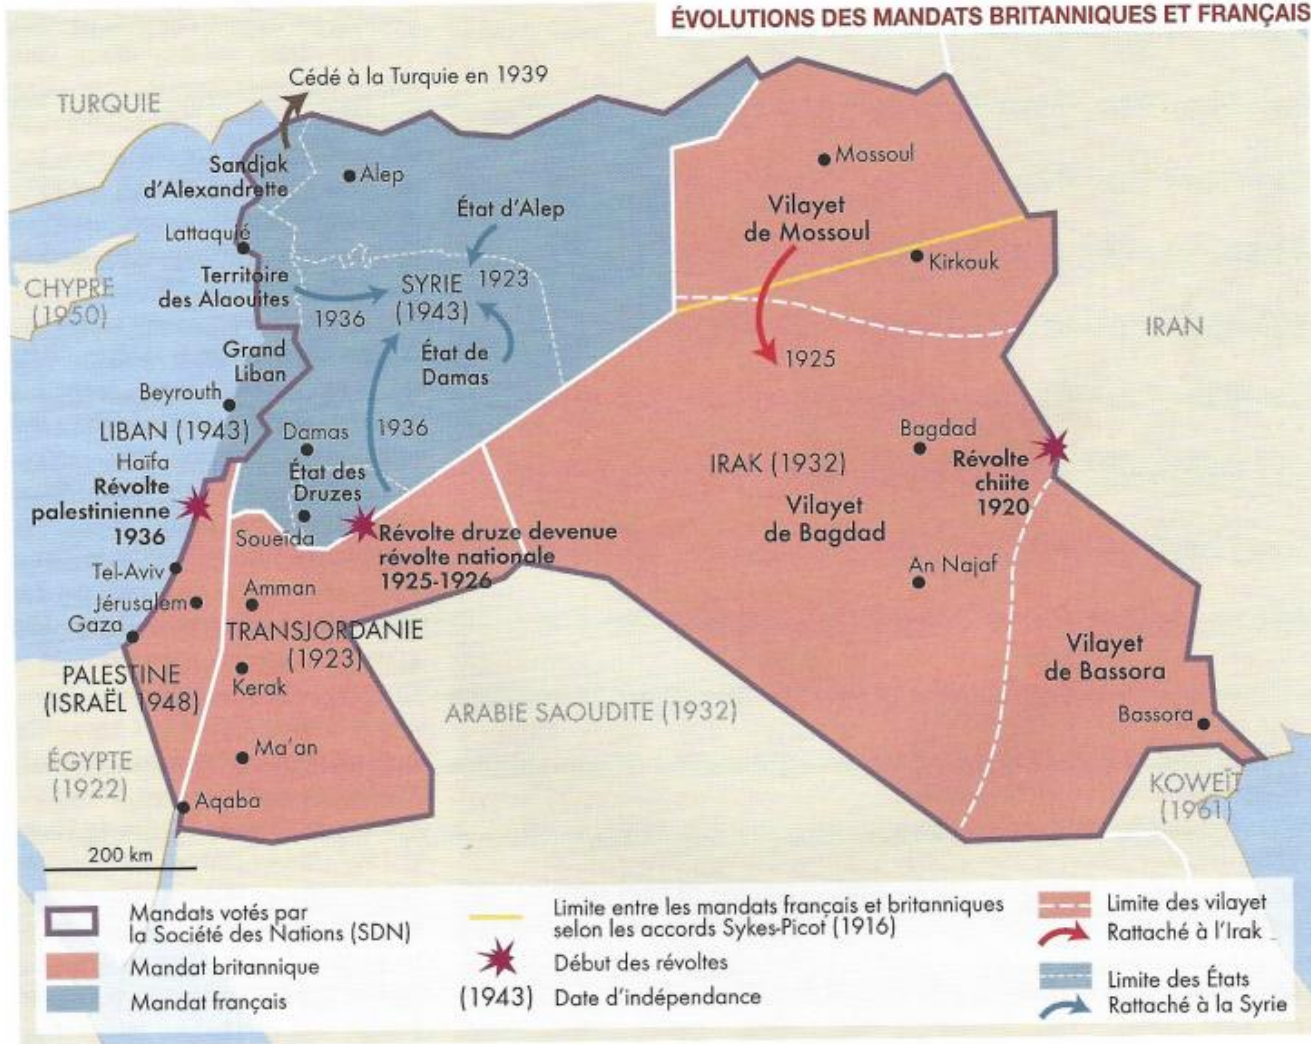 ÉVOLUTIONS DES MANDATS BRITANNIQUES ET FRANÇAIS
Cédé à la Turquie en 1939
TURQUIE
Sandjak
d'Alexandrette
Alep
Mossoul
État d'Alep
Vilayet
de Mossoul
Lattaquié
Kirkouk
CHYPRE
(1950)
Territoire
des Alaouites
SYRIE
(1943)
1923
1936
IRAN
Grand
Liban
État de
Damas
1925
Beyrouth
LIBAN (1943)
Damas
1936
Bagdad
Haïfa
Révolte
palestinienne
1936
État des
Druzes
IRAK (1932)
Révolte
chiite
1920
Vilayet
de Bagdad
Soueïda
Révolte druze devenue
révolte nationale
1925-1926
Tel-Aviv
An Najaf
Amman
Jérusalem
Gaza
TRANSJORDANIE
(1923)
Vilayet
de Bassora
PALESTINE
(ISRAËL 1948)
Kerak
ARABIE SAOUDITE (1932)
Bassora
ÉGYPTE
(1922)
Ma'an
KOWEÏT
(1961)
Aqaba
200 km
Mandats votés par
la Société des Nations (SDN)
Mandat britannique
Mandat français
Limite entre les mandats français et britanniques
selon les accords Sykes-Picot (1916)
Début des révoltes
(1943) Date d'indépendance
Limite des vilayet
Rattaché à l'Irak
Limite des États
Rattaché à la Syrie